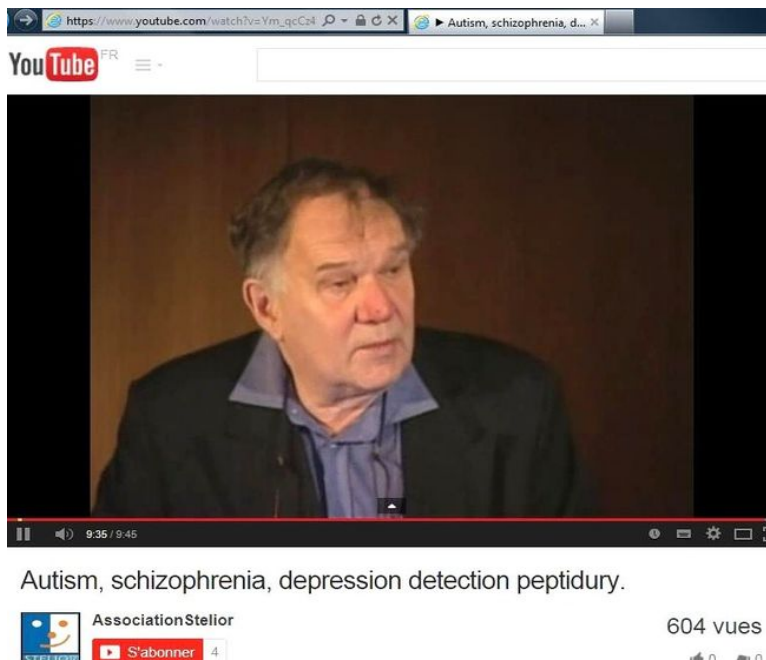 https://www.youtube.com/watch?v=Ym_qcCz4
Autism, schizophrenia, d...
YouTube FR
9:35 / 9:45
Autism, schizophrenia, depression detection peptidury.
AssociationStelior
604 vues
STELIOR
S'abonner 4
0 0